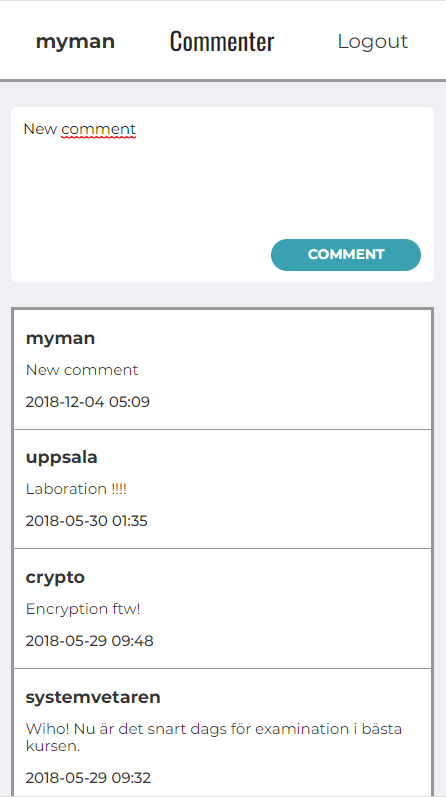 myman Commenter Logout
New comment
COMMENT
myman
New comment
2018-12-04 05:09
uppsala
Laboration !!!!
2018-05-30 01:35
crypto
Encryption ftw!
2018-05-29 09:48
systemvetaren
Wiho! Nu är det snart dags för examination i bästa
kursen.
2018-05-29 09:32